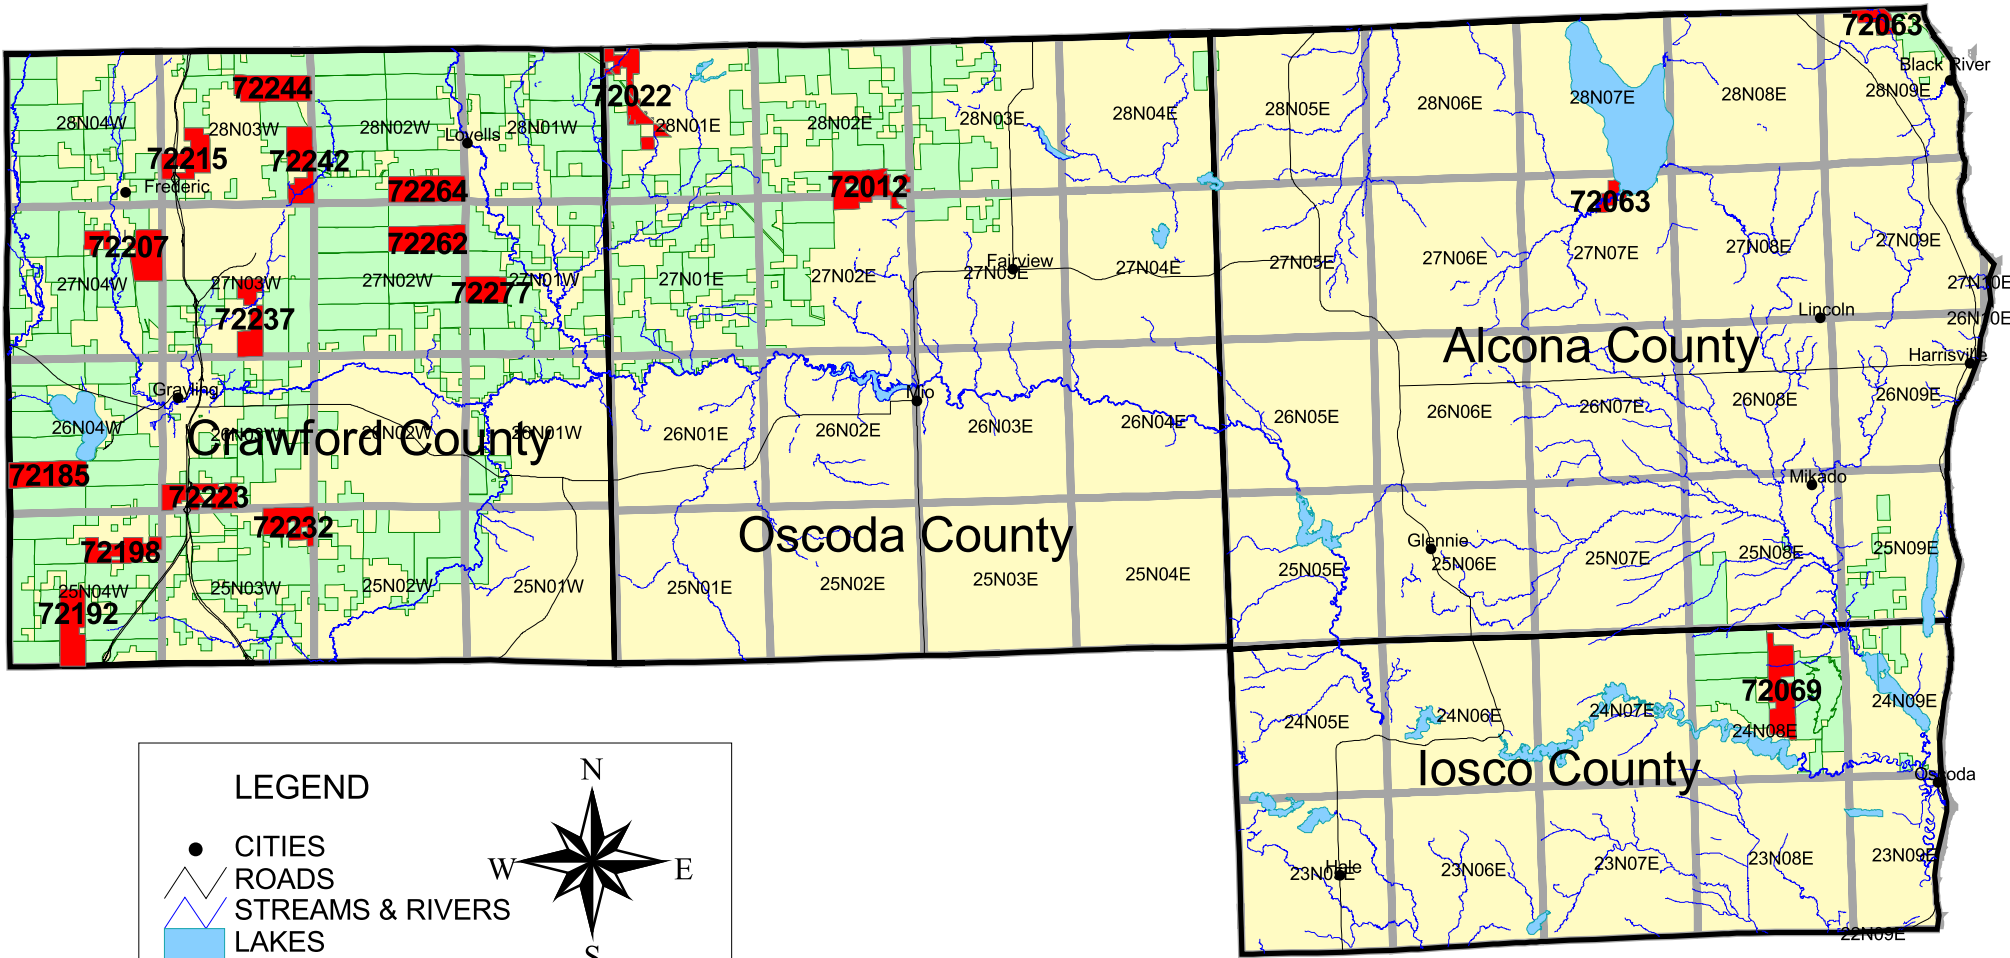 72063
Black River
72244
72022
28N04W
28N03W
28N02W
28N01W
28N01E
28N02E
28N03E
28N04E
28N05E
28N06E
28N07E
28N08E
28N09E
Lovells
72215
72242
Frederic
72264
72012
72063
72207
72262
27N04W
27N03W
27N02W
27N01W
27N01E
27N02E
27N03E
Fairview
27N04E
27N05E
27N06E
27N07E
27N08E
27N09E
27N10E
72277
72237
Lincoln
26N10E
Alcona County
Harrisville
Grayling
Mio
26N04W
26N03W
26N02W
26N01W
Crawford County
26N01E
26N02E
26N03E
26N04E
26N05E
26N06E
26N07E
26N08E
26N09E
72185
72223
Mikado
72232
Oscoda County
72198
Glennie
25N04W
25N03W
25N02W
25N01W
25N01E
25N02E
25N03E
25N04E
25N05E
25N06E
25N07E
25N08E
25N09E
72192
72069
24N05E
24N06E
24N07E
24N08E
24N09E
Iosco County
Oscoda
Hale
23N05E
23N06E
23N07E
23N08E
23N09E
22N09E
LEGEND
CITIES
ROADS
STREAMS & RIVERS
LAKES
N
W
E
S